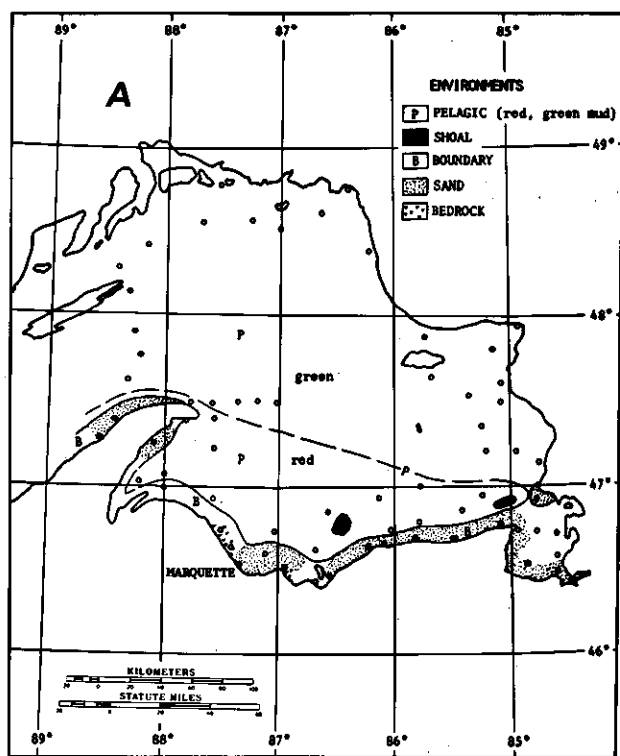 89° 88° 87° 86° 85°
A
ENVIRONMENTS
P PELAGIC (red, green mud)
SHOAL
B BOUNDARY
SAND
BEDROCK
49°
48°
P
green
B
red
P
P
47°
B
B
MARQUETTE
46°
KILOMETERS
STATUTE MILES
89° 88° 87° 86° 85°